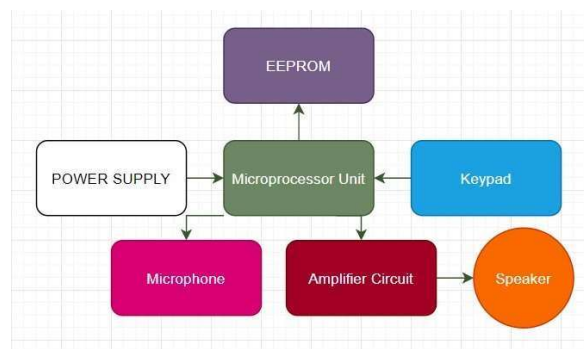 EEPROM
POWER SUPPLY
Microprocessor Unit
Keypad
Microphone
Amplifier Circuit
Speaker